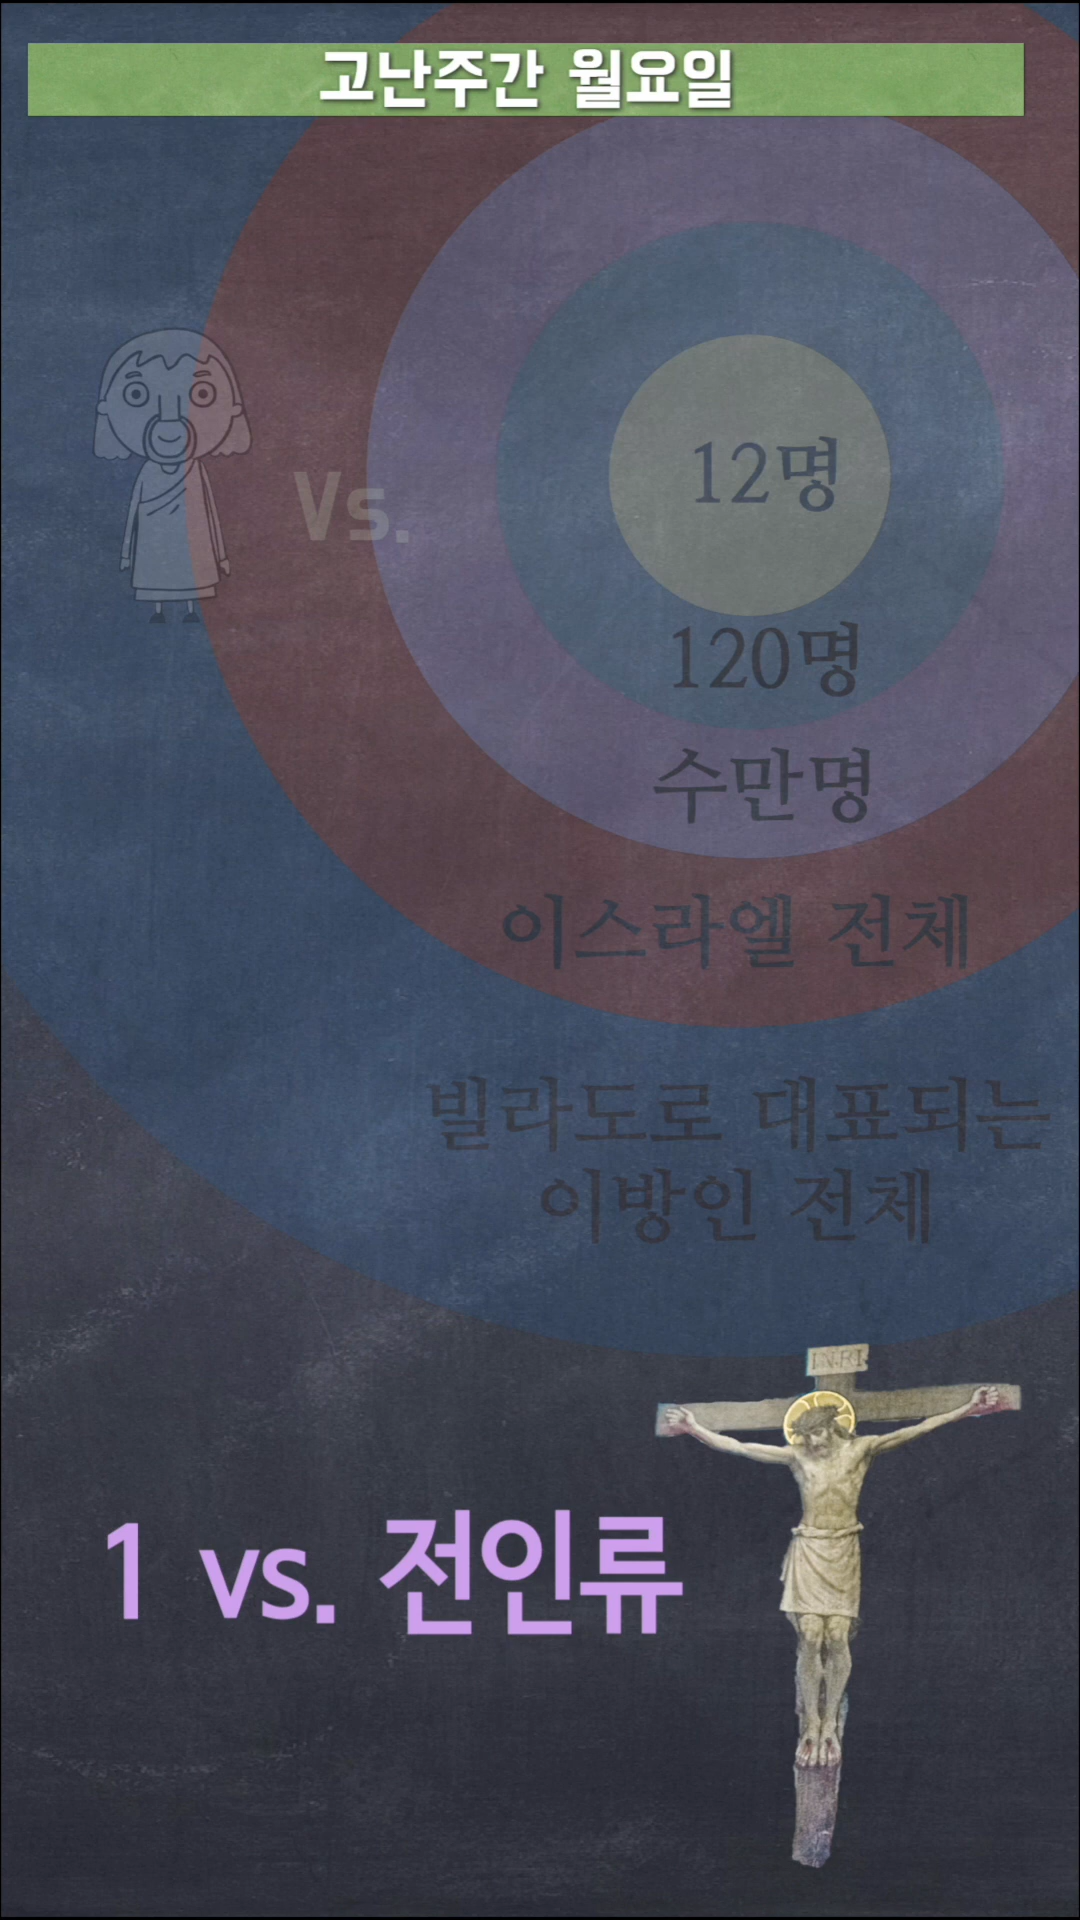 고난주간 월요일
12명
Vs.
120명
수만명
이스라엘 전체
빌라도로 대표되는
이방인 전체
INRI
1 vs. 전인류